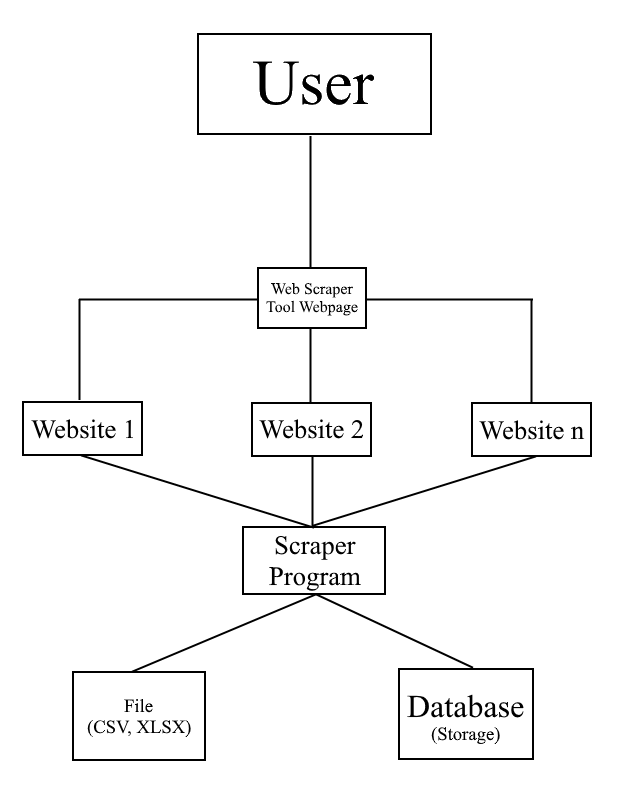 User
Web Scraper
Tool Webpage
Website 1
Website 2
Website n
Scraper
Program
File
(CSV, XLSX)
Database
(Storage)